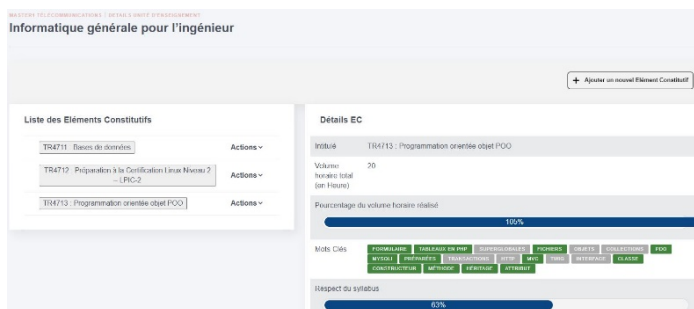 MASTER1 TÉLÉCOMMUNICATIONS / DÉTAILS UNITÉ D'ENSEIGNEMENT
Informatique générale pour l'ingénieur
+ Ajouter un nouvel Elément Constitutif
Liste des Eléments Constitutifs
TR4711 : Bases de données Actions
TR4712 : Préparation à la Certification Linux Niveau 2
– LPIC-2 Actions
TR4713 : Programmation orientée objet POO Actions
Détails EC
Intitulé TR4713 : Programmation orientée objet POO
Volume 20
horaire total
(en Heure)
Pourcentage du volume horaire réalisé
105%
Mots Clés FORMULAIRE TABLEAUX EN PHP SUPERGLOBALES FICHIERS OBJETS COLLECTIONS PDO
MYSQLI PRÉPARÉES TRANSACTIONS HTTP MVC TWIG INTERFACE CLASSE
CONSTRUCTEUR MÉTHODE HÉRITAGE ATTRIBUT
Respect du syllabus
63%